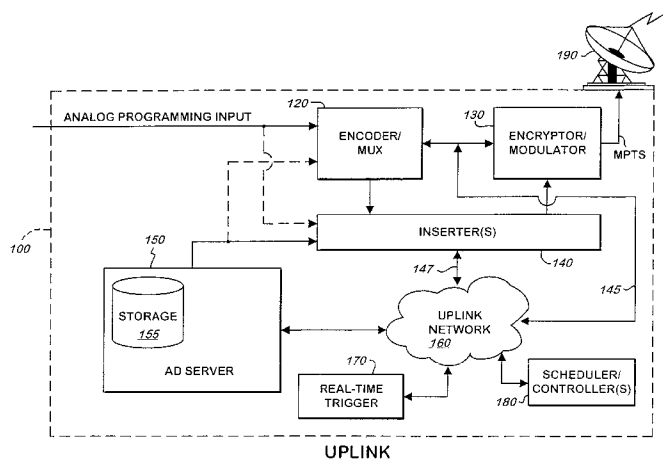 190
ANALOG PROGRAMMING INPUT
120
ENCODER/
MUX
130
ENCRYPTOR/
MODULATOR
MPTS
100
INSERTER(S)
140
150
147
145
STORAGE
155
AD SERVER
UPLINK
NETWORK
160
170
REAL-TIME
TRIGGER
SCHEDULER/
CONTROLLER(S)
180
UPLINK